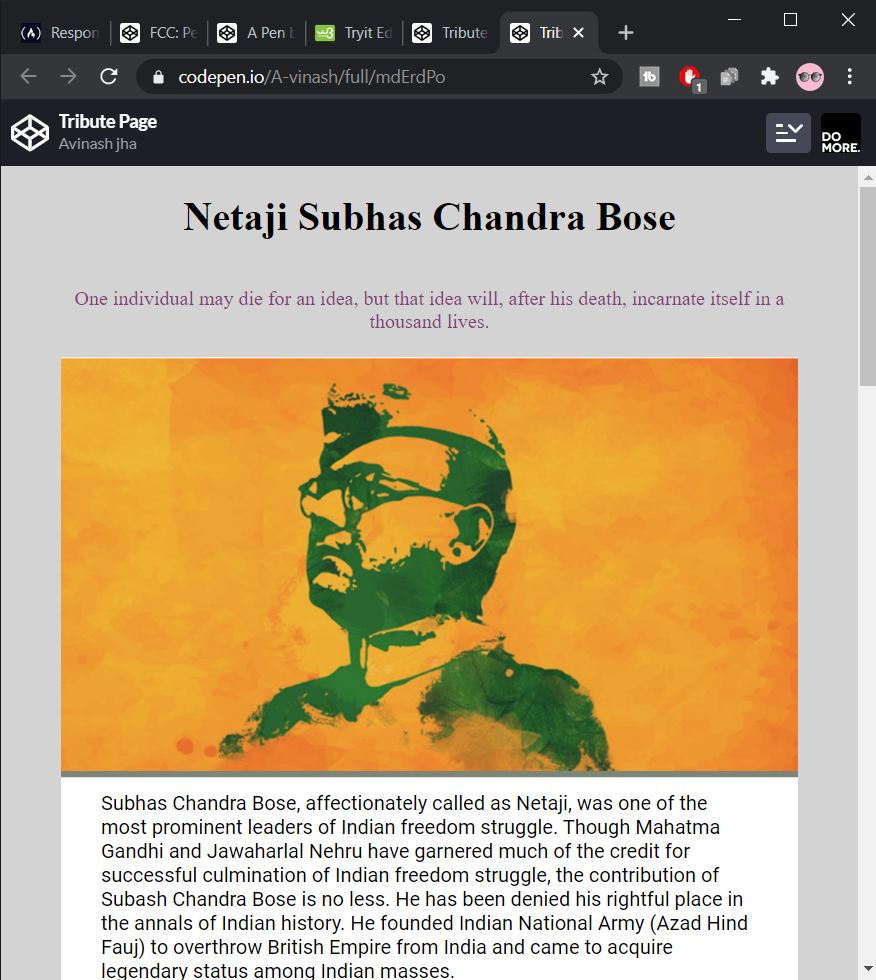 Respon
FCC: Pe
A Pen b
Tryit Ed
Tribute
Trib
codepen.io/A-vinash/full/mdErdPo
1
Tribute Page
Avinash jha
DO
MORE.
Netaji Subhas Chandra Bose
One individual may die for an idea, but that idea will, after his death, incarnate itself in a
thousand lives.
Subhas Chandra Bose, affectionately called as Netaji, was one of the
most prominent leaders of Indian freedom struggle. Though Mahatma
Gandhi and Jawaharlal Nehru have garnered much of the credit for
successful culmination of Indian freedom struggle, the contribution of
Subash Chandra Bose is no less. He has been denied his rightful place in
the annals of Indian history. He founded Indian National Army (Azad Hind
Fauj) to overthrow British Empire from India and came to acquire
legendary status among Indian masses.